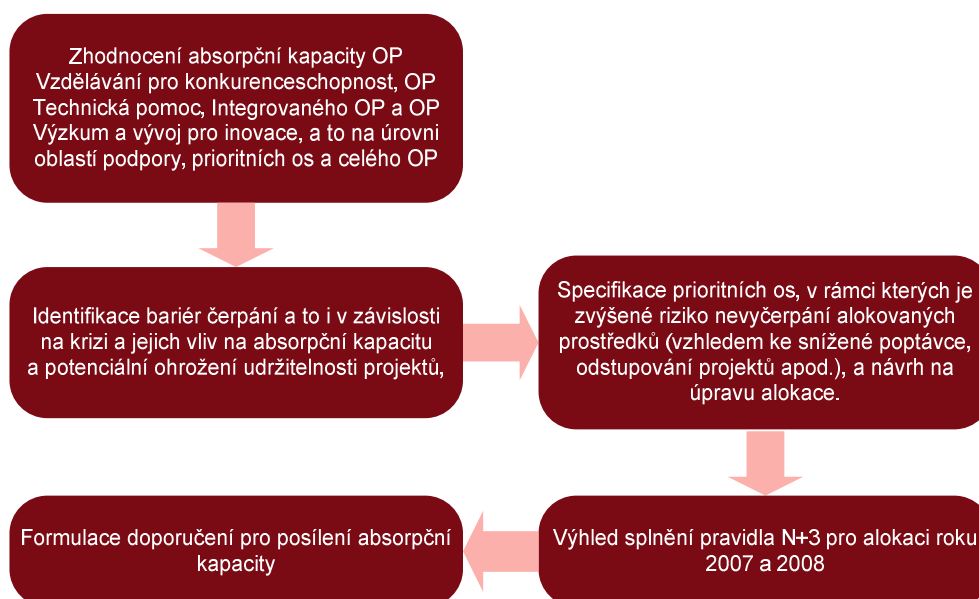 Zhodnocení absorpční kapacity OP
Vzdělávání pro konkurenceschopnost, OP
Technická pomoc, Integrovaného OP a OP
Výzkum a vývoj pro inovace, a to na úrovni
oblastí podpory, prioritních os a celého OP
Identifikace bariér čerpání a to i v závislosti
na krizi a jejich vliv na absorpční kapacitu
a potenciální ohrožení udržitelnosti projektů,
Specifikace prioritních os, v rámci kterých je
zvýšené riziko nevyčerpání alokovaných
prostředků (vzhledem ke snížené poptávce,
odstupování projektů apod.), a návrh na
úpravu alokace.
Výhled splnění pravidla N+3 pro alokaci roku
2007 a 2008
Formulace doporučení pro posílení absorpční
kapacity